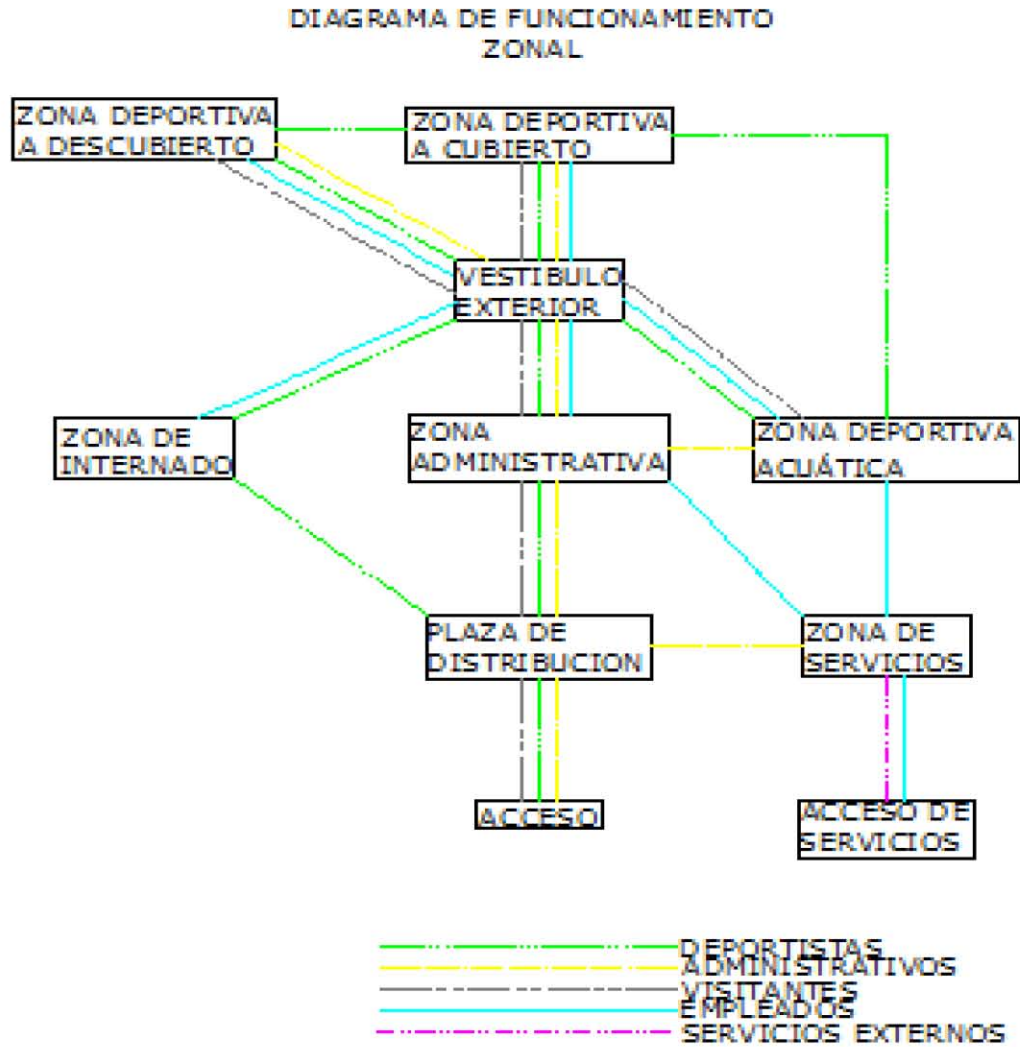 DIAGRAMA DE FUNCIONAMIENTO
ZONAL
ZONA DEPORTIVA
A DESCUBIERTO
ZONA DEPORTIVA
A CUBIERTO
VESTIBULO
EXTERIOR
ZONA DE
INTERNADO
ZONA
ADMINISTRATIVA
ZONA DEPORTIVA
ACUÁTICA
PLAZA DE
DISTRIBUCION
ZONA DE
SERVICIOS
ACCESO
ACCESO DE
SERVICIOS
DEPORTISTAS
ADMINISTRATIVOS
VISITANTES
EMPLEADOS
SERVICIOS EXTERNOS